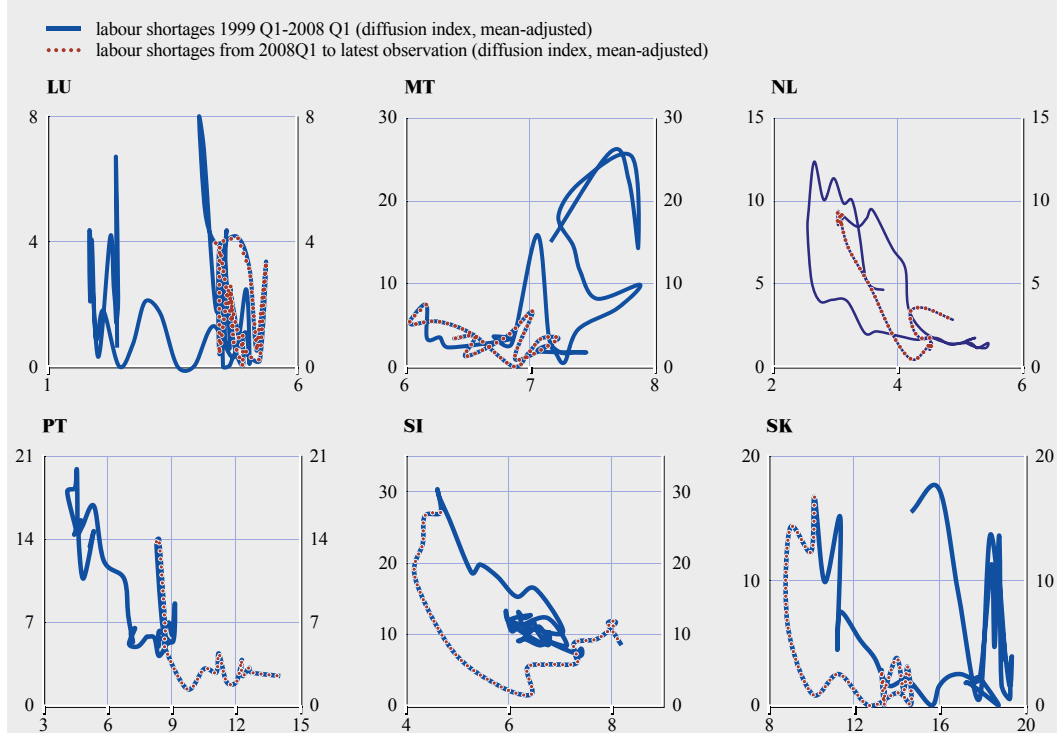 labour shortages 1999 Q1-2008 Q1 (diffusion index, mean-adjusted)
labour shortages from 2008Q1 to latest observation (diffusion index, mean-adjusted)
LU MT NL
8 8 30 30 15 15
20 20 10 10
4 4
10 10 5 5
0 0 0 0 0 0
1 6 6 7 8 2 4 6
PT SI SK
21 21 20 20
30 30
14 14
20 20
10 10
7 7
10 10
0 0 0 0 0 0
3 6 9 12 15 4 6 8 8 12 16 20